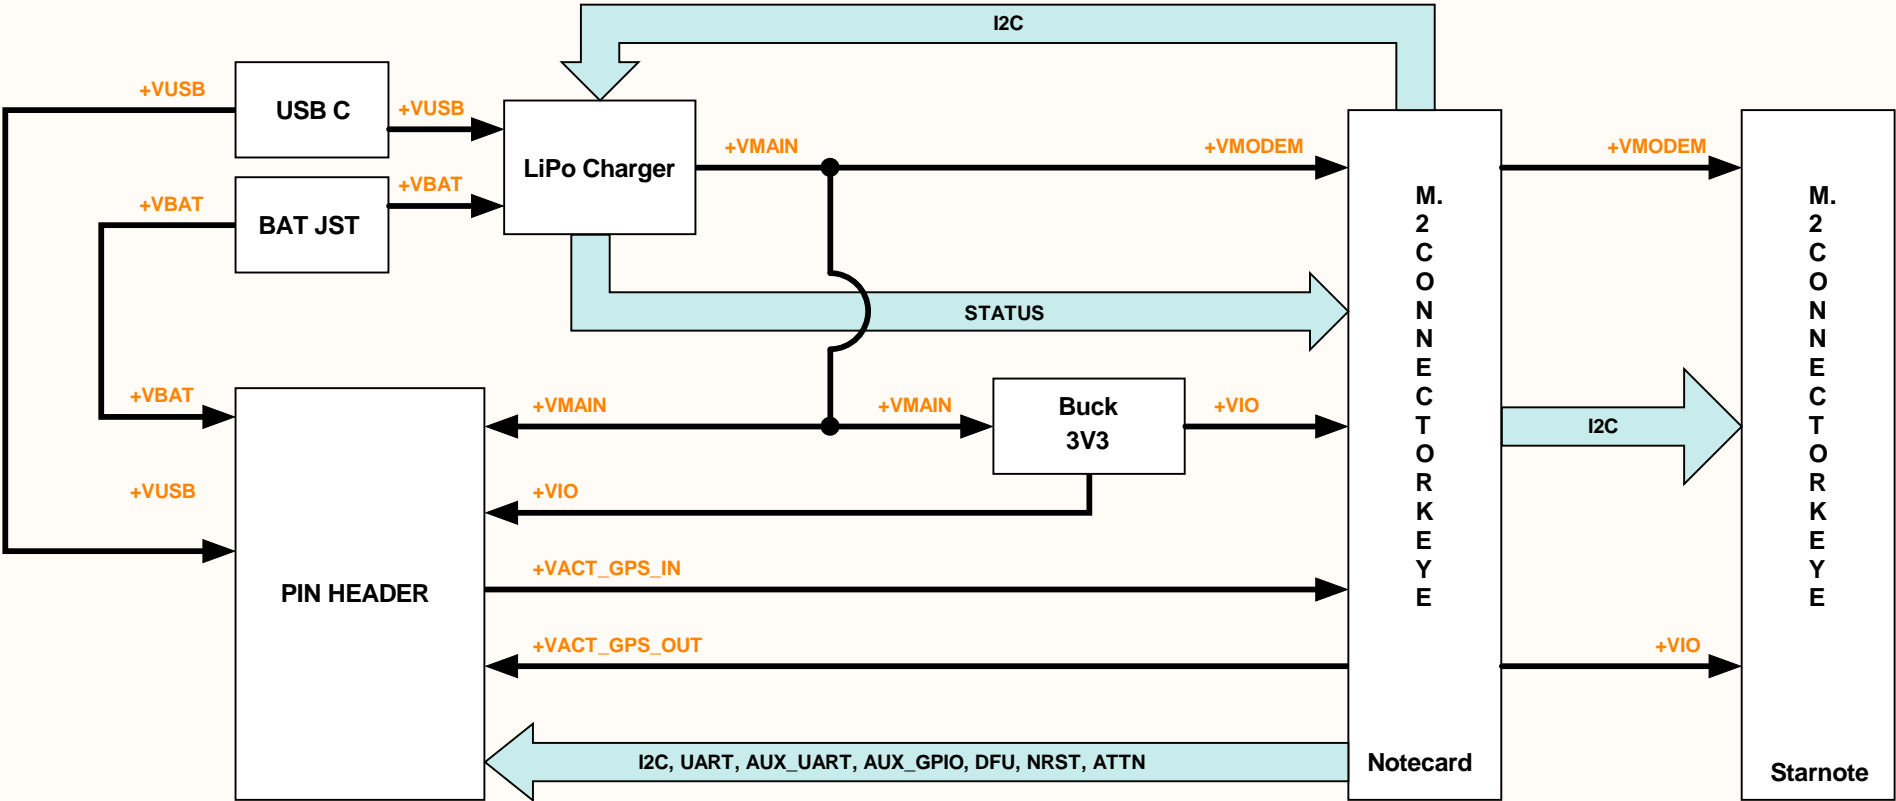 I2C
+VUSB
USB C
+VUSB
+VMAIN
+VMODEM
+VMODEM
LiPo Charger
+VBAT
+VBAT
BAT JST
STATUS
+VBAT
+VMAIN
+VMAIN
Buck
3V3
+VIO
I2C
+VUSB
+VIO
+VACT_GPS_IN
PIN HEADER
+VACT_GPS_OUT
+VIO
I2C, UART, AUX_UART, AUX_GPIO, DFU, NRST, ATTN
M.
2
C
O
N
N
E
C
T
O
R
K
E
Y
E
Notecard
M.
2
C
O
N
N
E
C
T
O
R
K
E
Y
E
Starnote